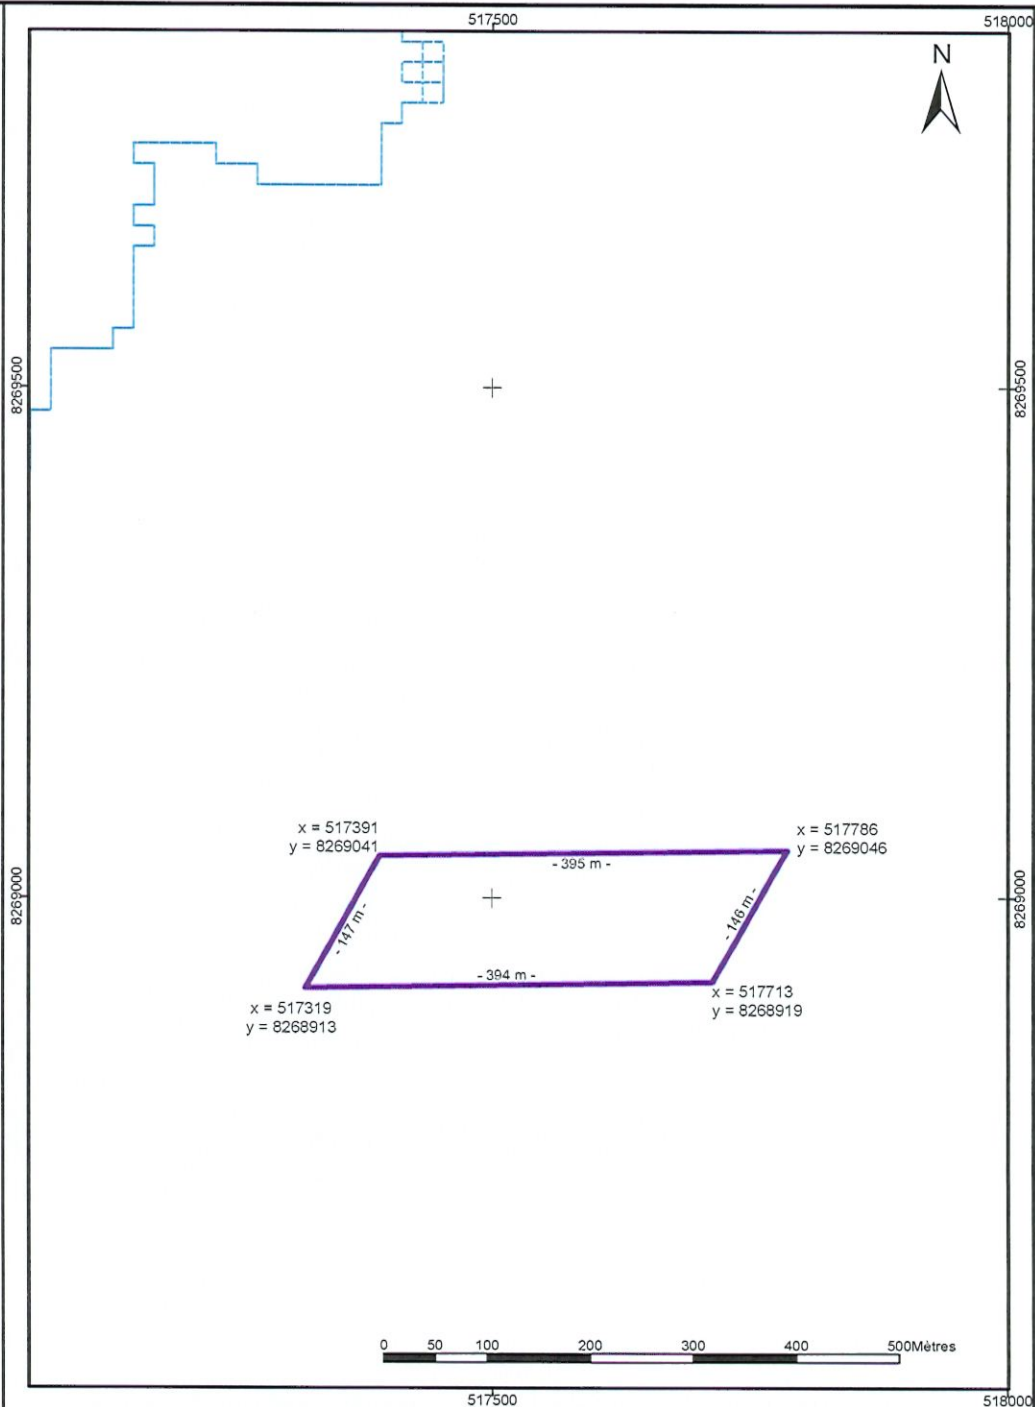 517500
518000
N
8269500
8269500
x = 517391
y = 8269041
x = 517786
y = 8269046
- 395 m -
8269000
8269000
- 147 m -
- 146 m -
- 394 m -
x = 517319
y = 8268913
x = 517713
y = 8268919
0 50 100 200 300 400 500Mètres
517500
518000